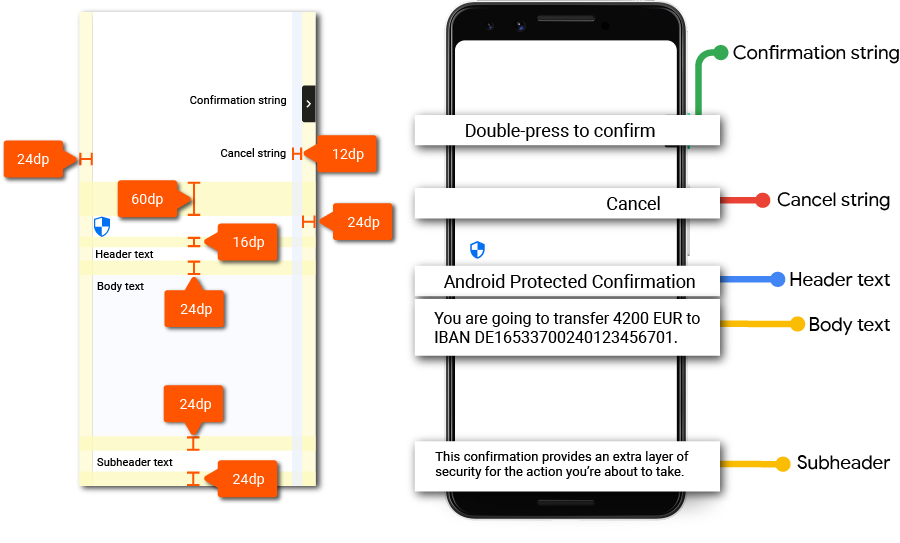 Confirmation string
Cancel string
24dp
12dp
60dp
24dp
16dp
Header text
Body text
24dp
24dp
Subheader text
24dp
Confirmation string
Double-press to confirm
Cancel
Cancel string
Android Protected Confirmation
Header text
You are going to transfer 4200 EUR to
IBAN DE16533700240123456701.
Body text
This confirmation provides an extra layer of
security for the action you’re about to take.
Subheader